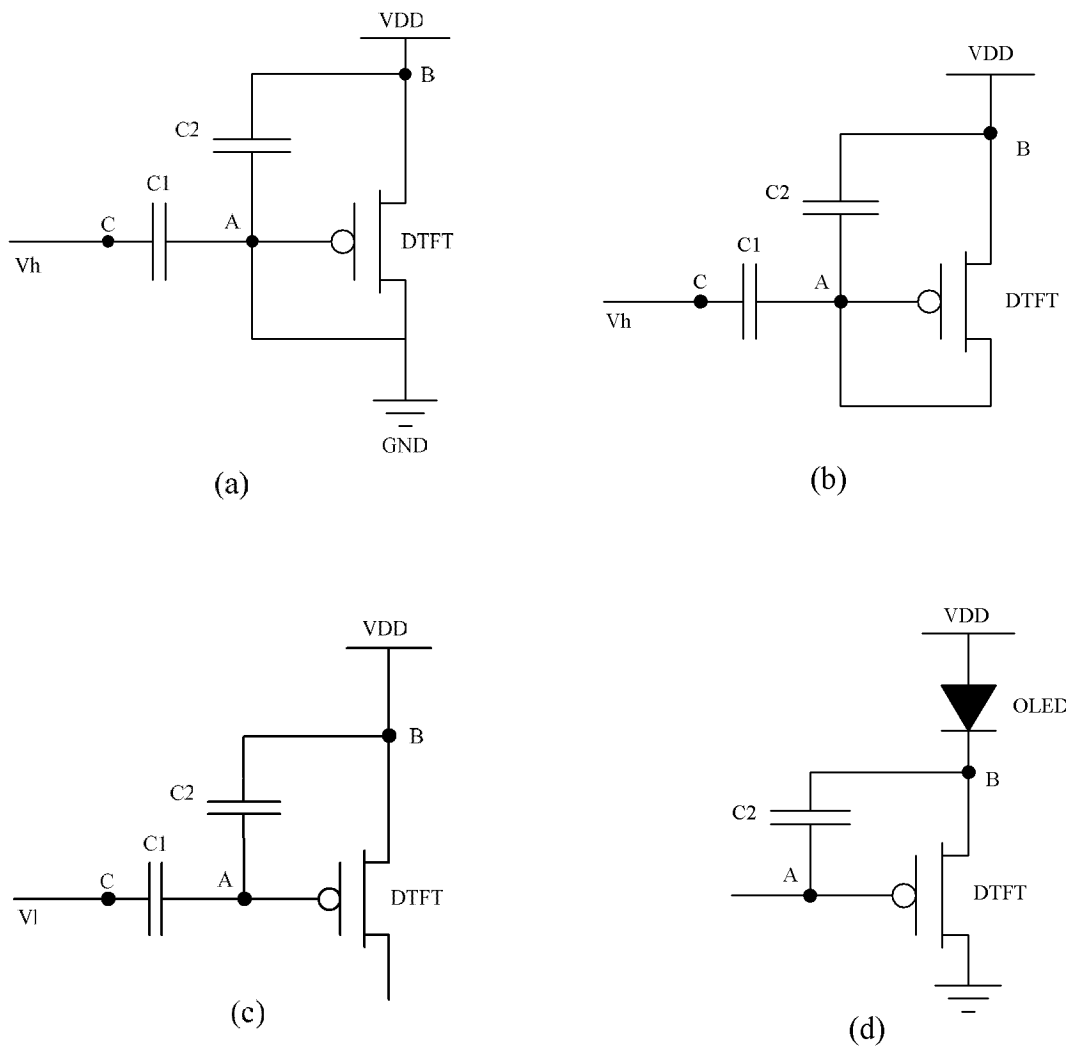 VDD
B
C2
C1
C
A
Vh
DTFT
GND
(a)
VDD
B
C2
C1
C
A
Vh
DTFT
(b)
VDD
B
C2
C1
C
A
Vl
DTFT
(c)
VDD
OLED
B
C2
A
DTFT
(d)